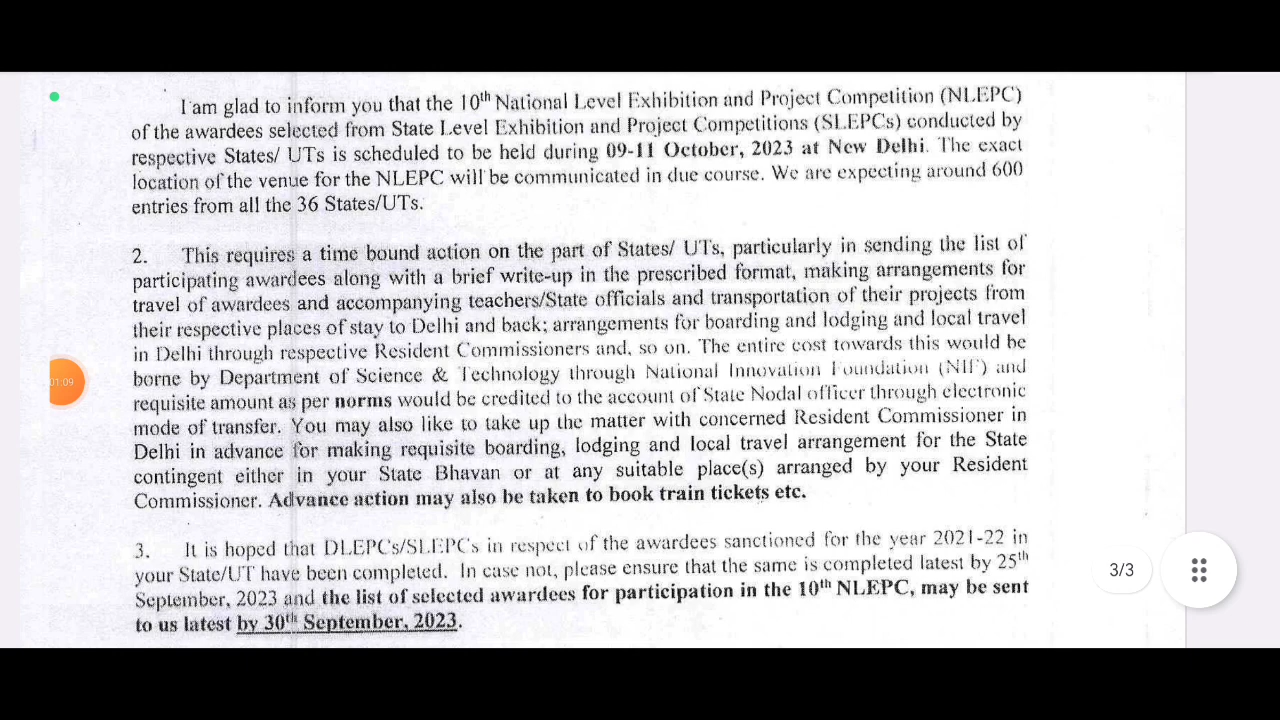 I am glad to inform you that the 10th National Level Exhibition and Project Competition (NLEPC)
of the awardees selected from State Level Exhibition and Project Competitions (SLEPCs) conducted by
respective States/ UTs is scheduled to be held during 09-11 October, 2023 at New Delhi. The exact
location of the venue for the NLEPC will be communicated in due course. We are expecting around 600
entries from all the 36 States/UTs.
2. This requires a time bound action on the part of States/ UTs, particularly in sending the list of
participating awardees along with a brief write-up in the prescribed format, making arrangements for
travel of awardees and accompanying teachers/State officials and transportation of their projects from
their respective places of stay to Delhi and back; arrangements for boarding and lodging and local travel
in Delhi through respective Resident Commissioners and, so on. The entire cost towards this would be
borne by Department of Science & Technology through National Innovation Foundation (NIF) and
requisite amount as per norms would be credited to the account of State Nodal officer through electronic
mode of transfer. You may also like to take up the matter with concerned Resident Commissioner in
Delhi in advance for making requisite boarding, lodging and local travel arrangement for the State
contingent either in your State Bhavan or at any suitable place(s) arranged by your Resident
Commissioner. Advance action may also be taken to book train tickets etc.
01:09
3. It is hoped that DLEPCs/SLEPCs in respect of the awardees sanctioned for the year 2021-22 in
your State/UT have been completed. In case not, please ensure that the same is completed latest by 25th
September, 2023 and the list of selected awardees for participation in the 10th NLEPC, may be sent
to us latest by 30th September, 2023.
3/3